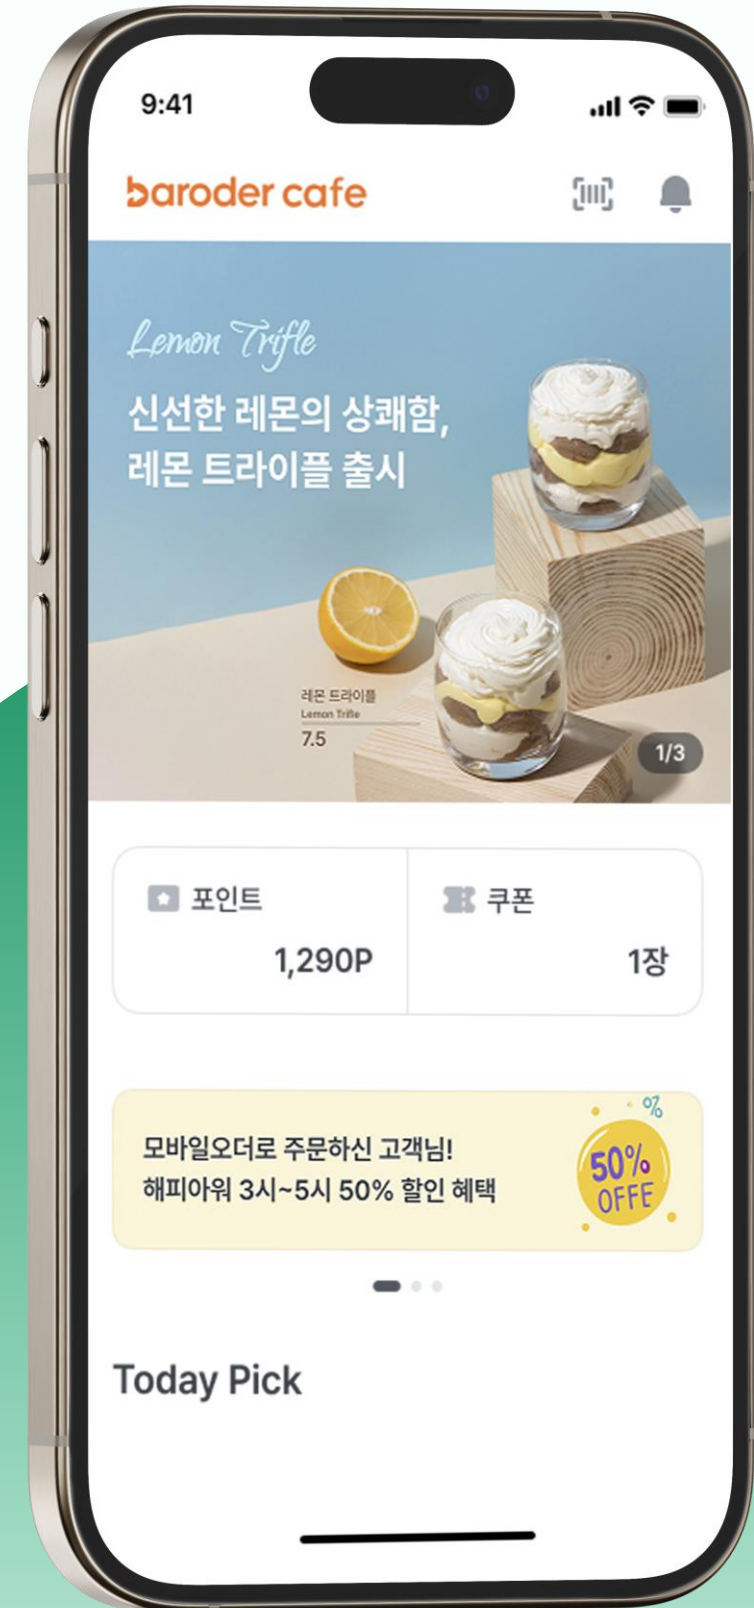 9:41
baroder cafe
Lemon Trifle
신선한 레몬의 상쾌함,
레몬 트라이플 출시
레몬 트라이플
Lemon Trifle
7.5
1/3
포인트
쿠폰
1,290P
1장
모바일오더로 주문하신 고객님!
해피아워 3시~5시 50% 할인 혜택
%
50%
OFFE
Today Pick